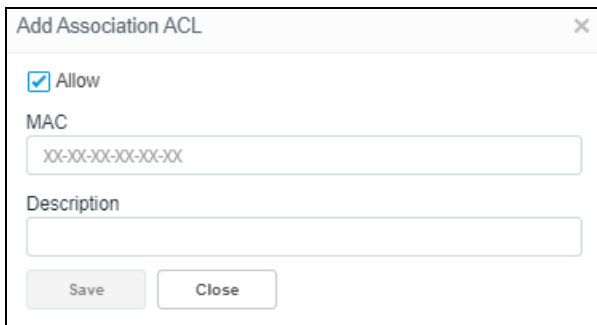 Add Association ACL
Allow
MAC
XX-XX-XX-XX-XX-XX
Description
Save Close